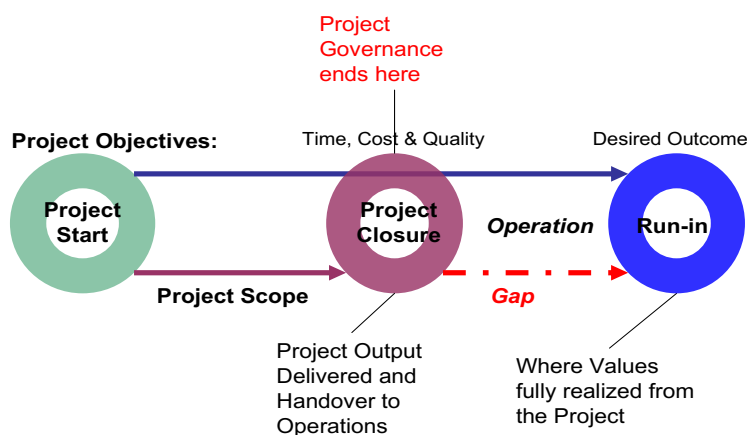 Project
Governance
ends here
Project Objectives:
Time, Cost & Quality
Desired Outcome
Project
Start
Project
Closure
Operation
Run-in
Project Scope
Gap
Project Output
Delivered and
Handover to
Operations
Where Values
fully realized from
the Project